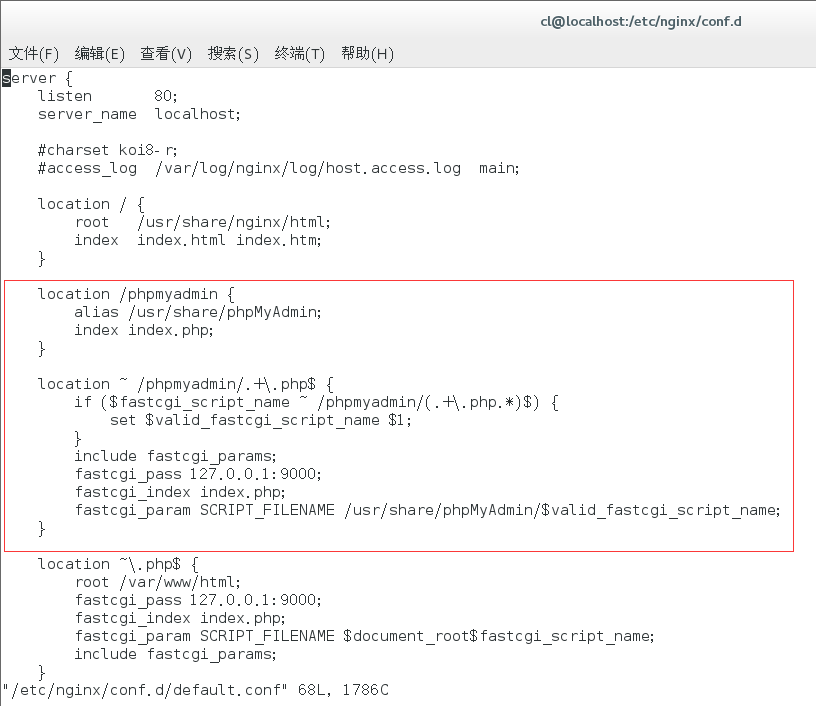 cl@localhost:/etc/nginx/conf.d
文件(F) 编辑(E) 查看(V) 搜索(S) 终端(T) 帮助(H)
server {
    listen       80;
    server_name  localhost;
    #charset koi8-r;
    #access_log  /var/log/nginx/log/host.access.log  main;
    location / {
        root   /usr/share/nginx/html;
        index  index.html index.htm;
    }
    location /phpmyadmin {
        alias /usr/share/phpMyAdmin;
        index index.php;
    }
    location ~ /phpmyadmin/.+\.php$ {
        if ($fastcgi_script_name ~ /phpmyadmin/(.+\.php.*)$) {
            set $valid_fastcgi_script_name $1;
        }
        include fastcgi_params;
        fastcgi_pass 127.0.0.1:9000;
        fastcgi_index index.php;
        fastcgi_param SCRIPT_FILENAME /usr/share/phpMyAdmin/$valid_fastcgi_script_name;
    }
    location ~\.php$ {
        root /var/www/html;
        fastcgi_pass 127.0.0.1:9000;
        fastcgi_index index.php;
        fastcgi_param SCRIPT_FILENAME $document_root$fastcgi_script_name;
        include fastcgi_params;
    }
"/etc/nginx/conf.d/default.conf" 68L, 1786C